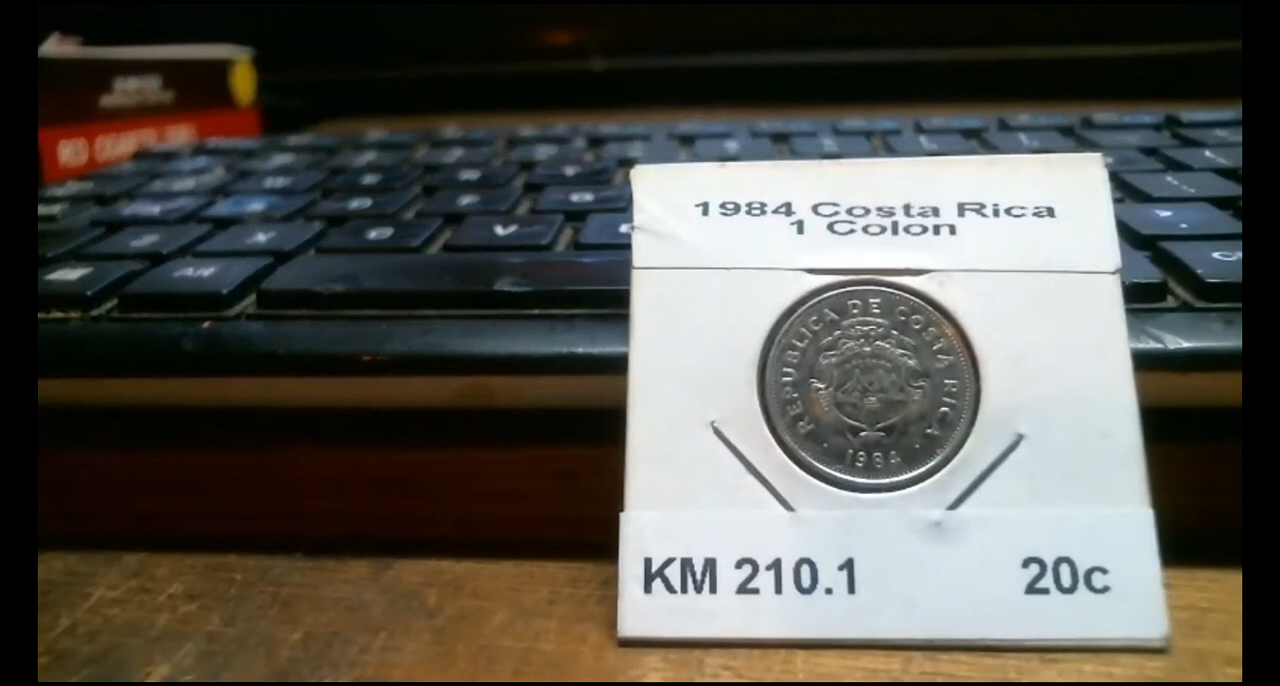 1984 Costa Rica
1 Colon
REPUBLICA DE COSTA RICA
1984
KM 210.1 20c